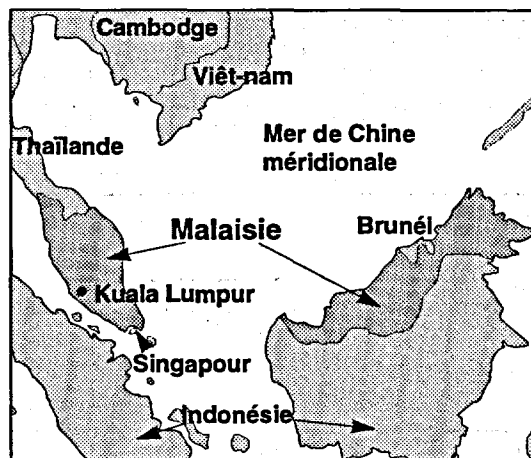 Cambodge
Viêt-nam
Thaïlande
Mer de Chine
méridionale
Malaisie
Brunéi
Kuala Lumpur
Singapour
Indonésie